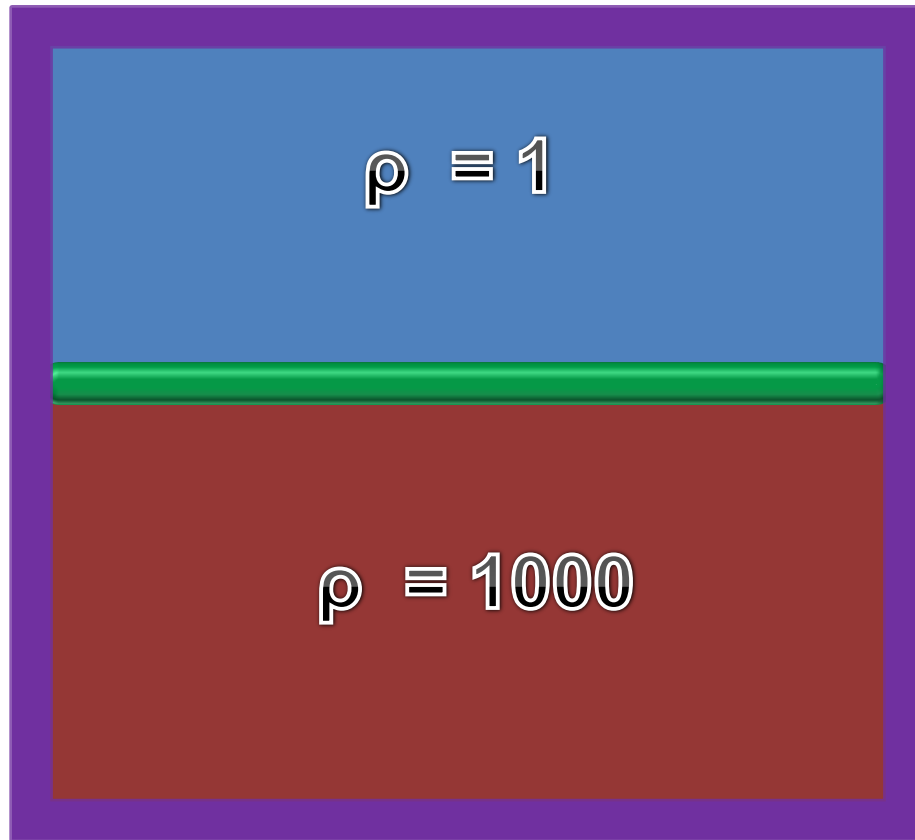 ρ = 1
ρ = 1000